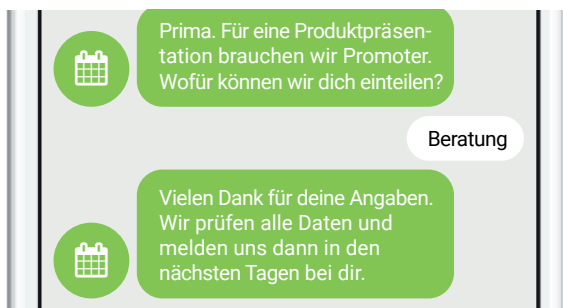 Prima. Für eine Produktpräsen-
tation brauchen wir Promoter.
Wofür können wir dich einteilen?
Beratung
Vielen Dank für deine Angaben.
Wir prüfen alle Daten und
melden uns dann in den
nächsten Tagen bei dir.